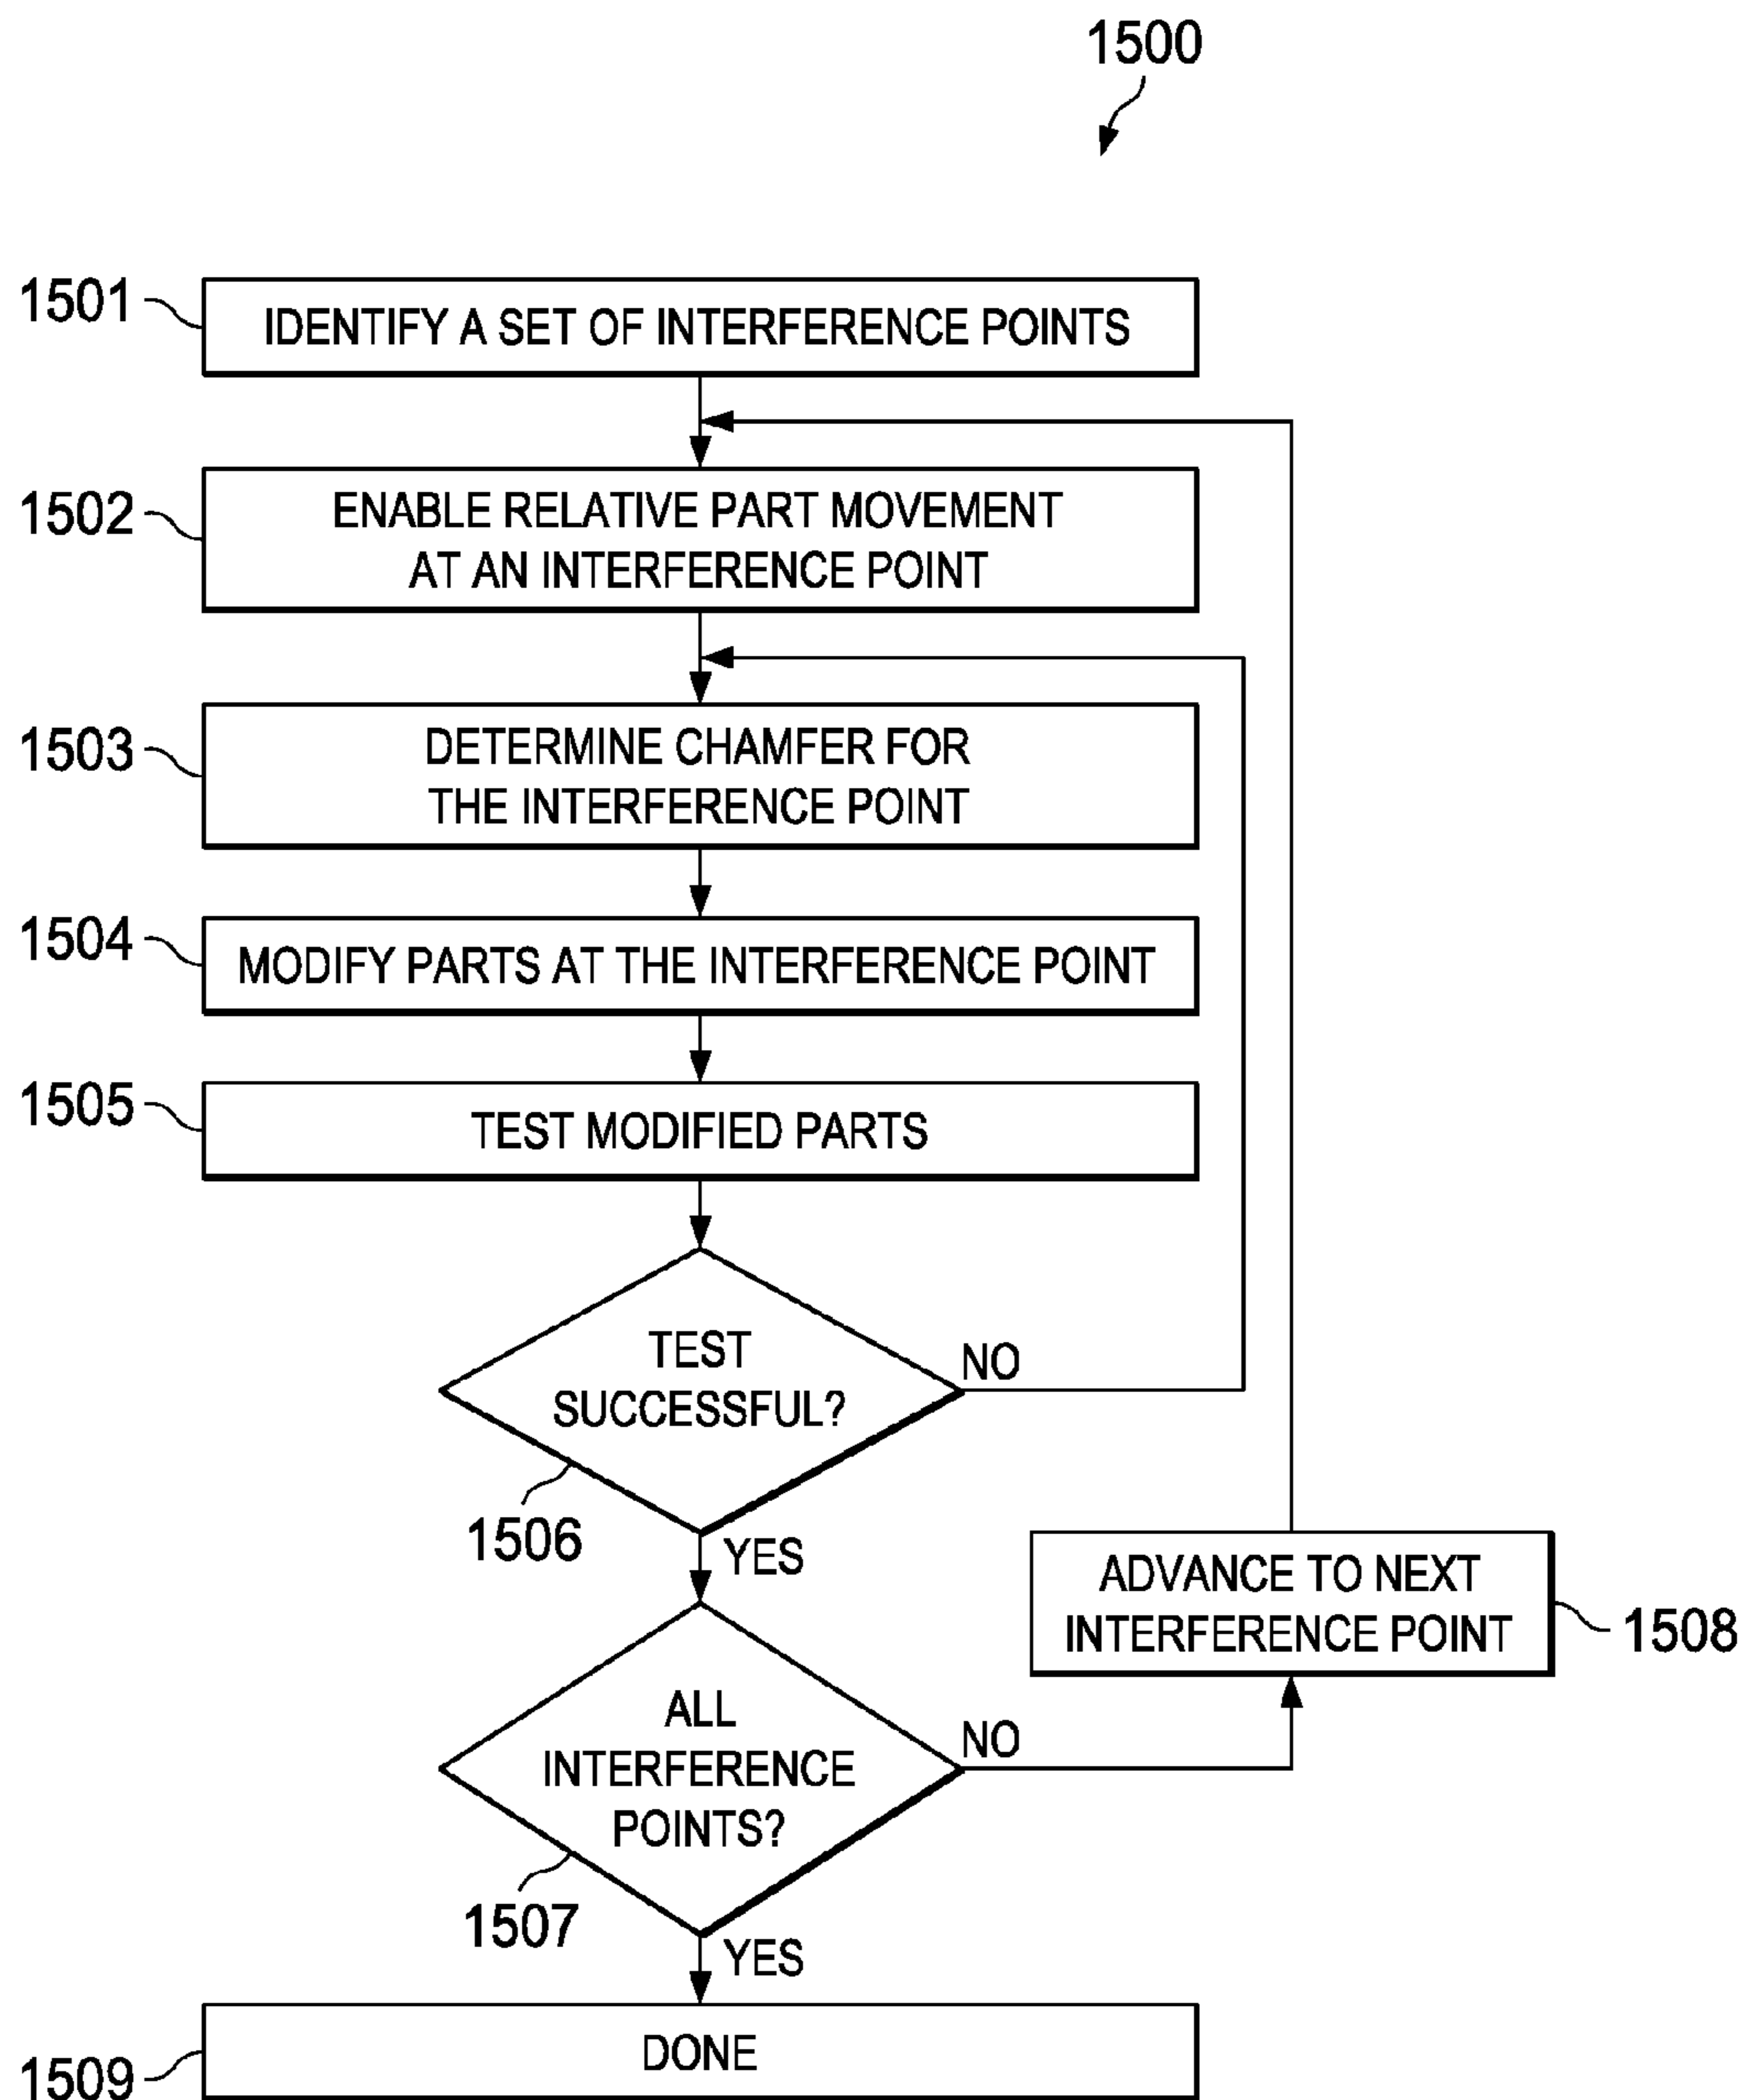 1500
1501
IDENTIFY A SET OF INTERFERENCE POINTS
1502
ENABLE RELATIVE PART MOVEMENT
AT AN INTERFERENCE POINT
1503
DETERMINE CHAMFER FOR
THE INTERFERENCE POINT
1504
MODIFY PARTS AT THE INTERFERENCE POINT
1505
TEST MODIFIED PARTS
TEST
SUCCESSFUL?
NO
1506
YES
ADVANCE TO NEXT
INTERFERENCE POINT
1508
ALL
INTERFERENCE
POINTS?
NO
1507
YES
DONE
1509